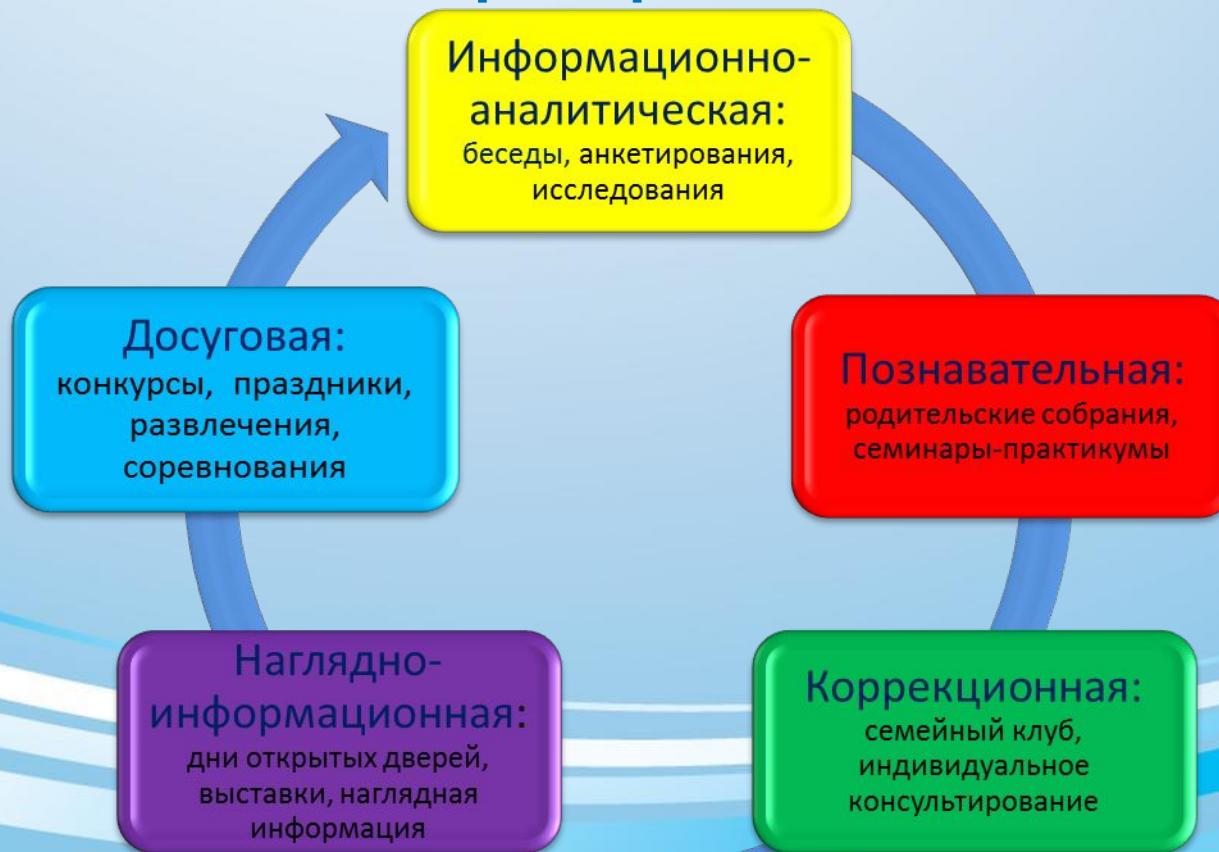 Информационно-
аналитическая:
беседы, анкетирования,
исследования
Познавательная:
родительские собрания,
семинары-практикумы
Коррекционная:
семейный клуб,
индивидуальное
консультирование
Наглядно-
информационная:
дни открытых дверей,
выставки, наглядная
информация
Досуговая:
конкурсы, праздники,
развлечения,
соревнования